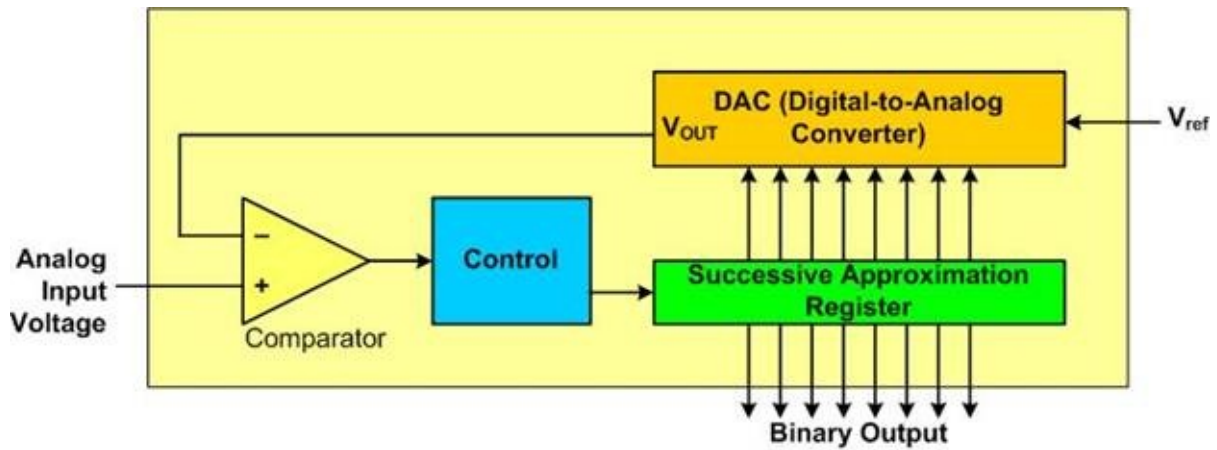 DAC (Digital-to-Analog
Converter)
VOUT
Vref
Analog
Input
Voltage
−
+
Comparator
Control
Successive Approximation
Register
Binary Output